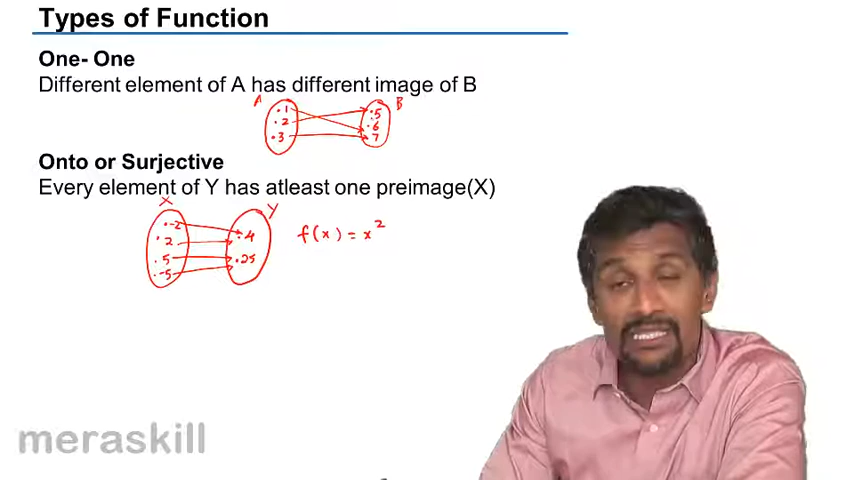 Types of Function
One- One
Different element of A has different image of B
A B
.1 .5
.2 .6
.3 7
Onto or Surjective
Every element of Y has atleast one preimage(X)
X Y
.-2 .4
.2 f(x) = x²
.5 .25
.-5
meraskill